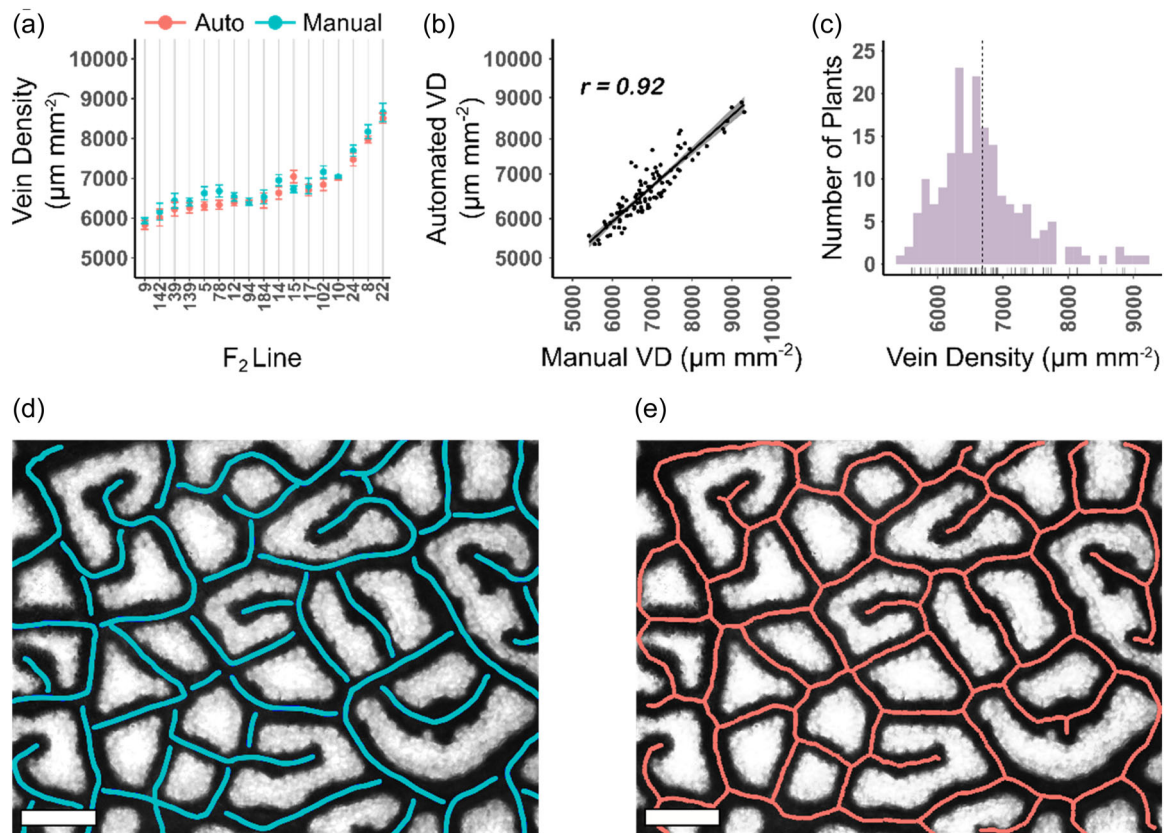 (a)
Auto
Manual
Vein Density
(µm mm⁻²)
10000
9000
8000
7000
6000
5000
9-
142-
39-
139-
5-
78-
12-
94-
184-
14-
15-
17-
102-
10-
24-
8-
22-
F₂ Line
(b)
r = 0.92
Automated VD
(µm mm⁻²)
10000
9000
8000
7000
6000
5000
5000
6000
7000
8000
9000
10000
Manual VD (µm mm⁻²)
(c)
Number of Plants
25
20
15
10
5
0
6000
7000
8000
9000
Vein Density (µm mm⁻²)
(d)
(e)